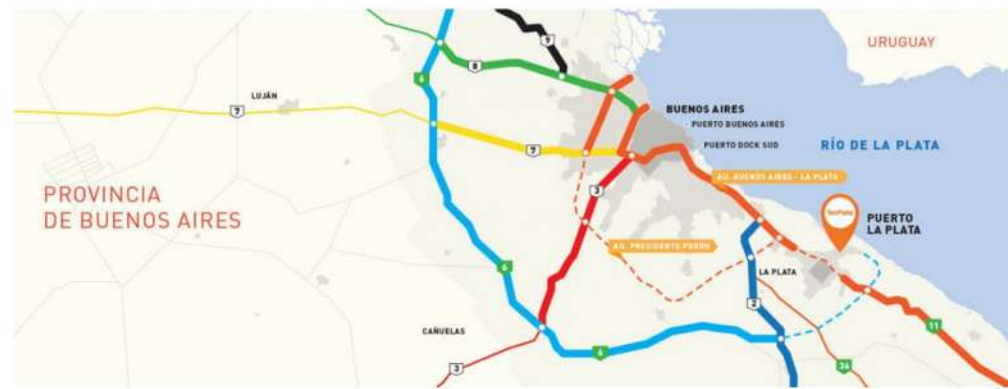 9
URUGUAY
6
8
LUJÁN
7
BUENOS AIRES
PUERTO BUENOS AIRES
PUERTO DOCK SUD
RÍO DE LA PLATA
7
AU. BUENOS AIRES - LA PLATA
PROVINCIA
DE BUENOS AIRES
3
TecPlata
PUERTO
LA PLATA
AU. PRESIDENTE PERÓN
6
LA PLATA
2
CAÑUELAS
11
6
3
36